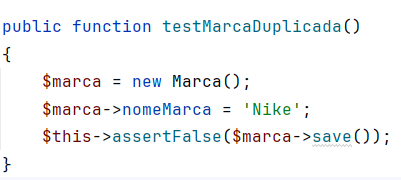 public function testMarcaDuplicada()
{
    $marca = new Marca();
    $marca->nomeMarca = 'Nike';
    $this->assertFalse($marca->save());
}